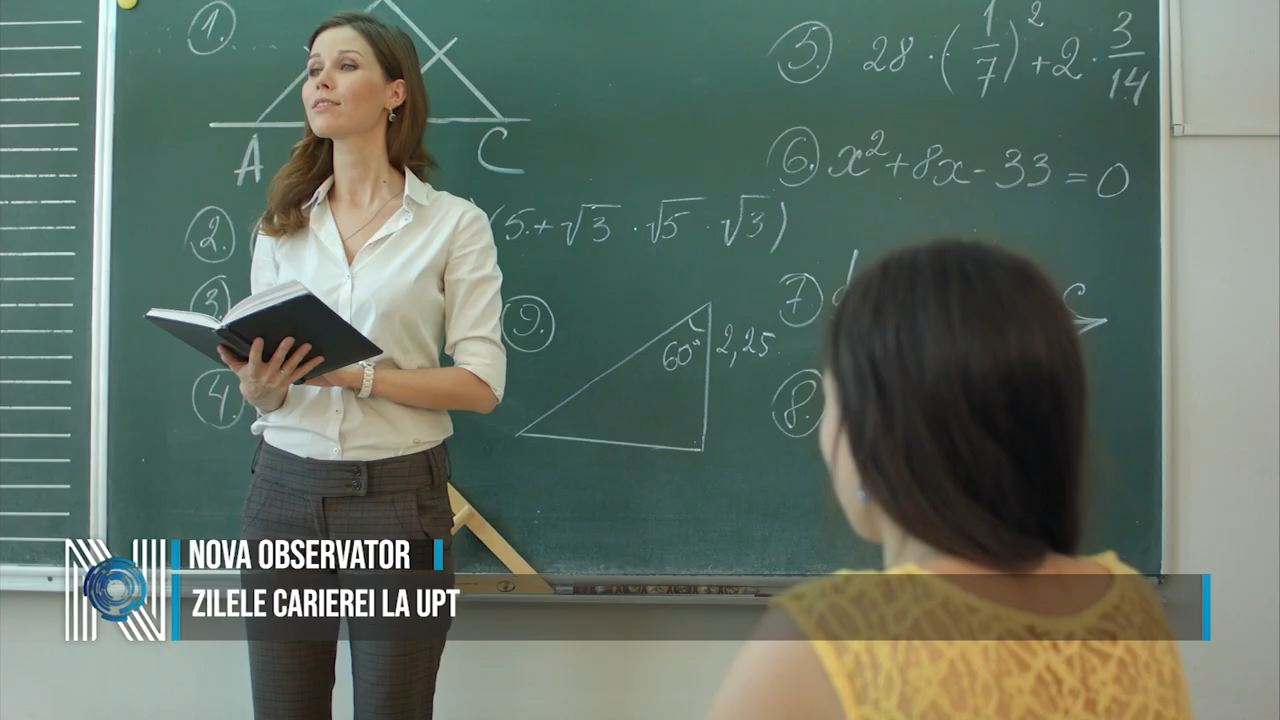 1.
A C
2. (5 + √3 · √5 · √3)
3.
4.
9.
60° 2,25
5. 28 · (1/7)² + 2 · 3/14
6. x² + 8x - 33 = 0
7. C
8.
NOVA OBSERVATOR
ZILELE CARIEREI LA UPT